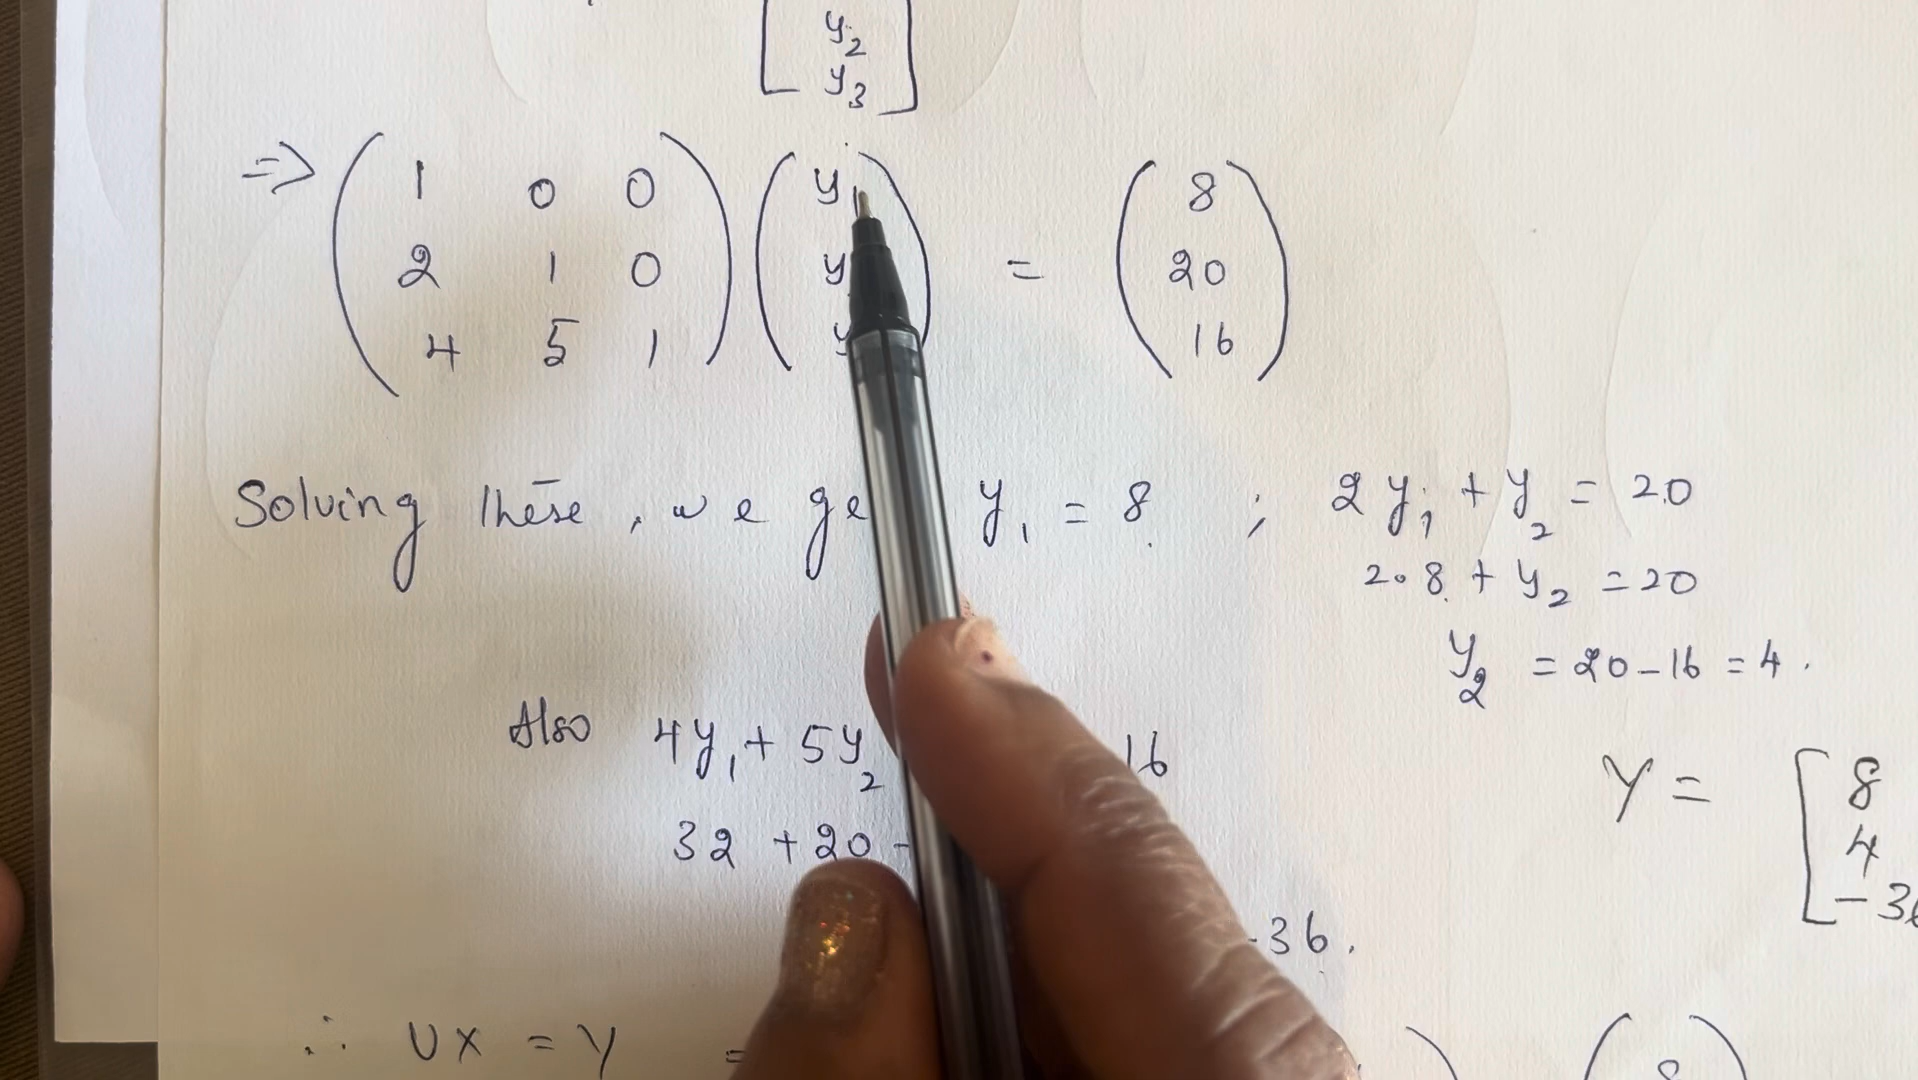 y₂
y₃
⇒ ( 1 0 0 ) ( y₁ ) = ( 8 )
( 2 1 0 ) ( y ) ( 20 )
( 4 5 1 ) ( y ) ( 16 )
Solving these, we ge y₁ = 8 ; 2y₁ + y₂ = 20
2·8 + y₂ = 20
y₂ = 20 - 16 = 4.
Also 4y₁ + 5y₂ 16
32 + 20 -
-36.
Y = [ 8
4
-36
∴ UX = Y =
8